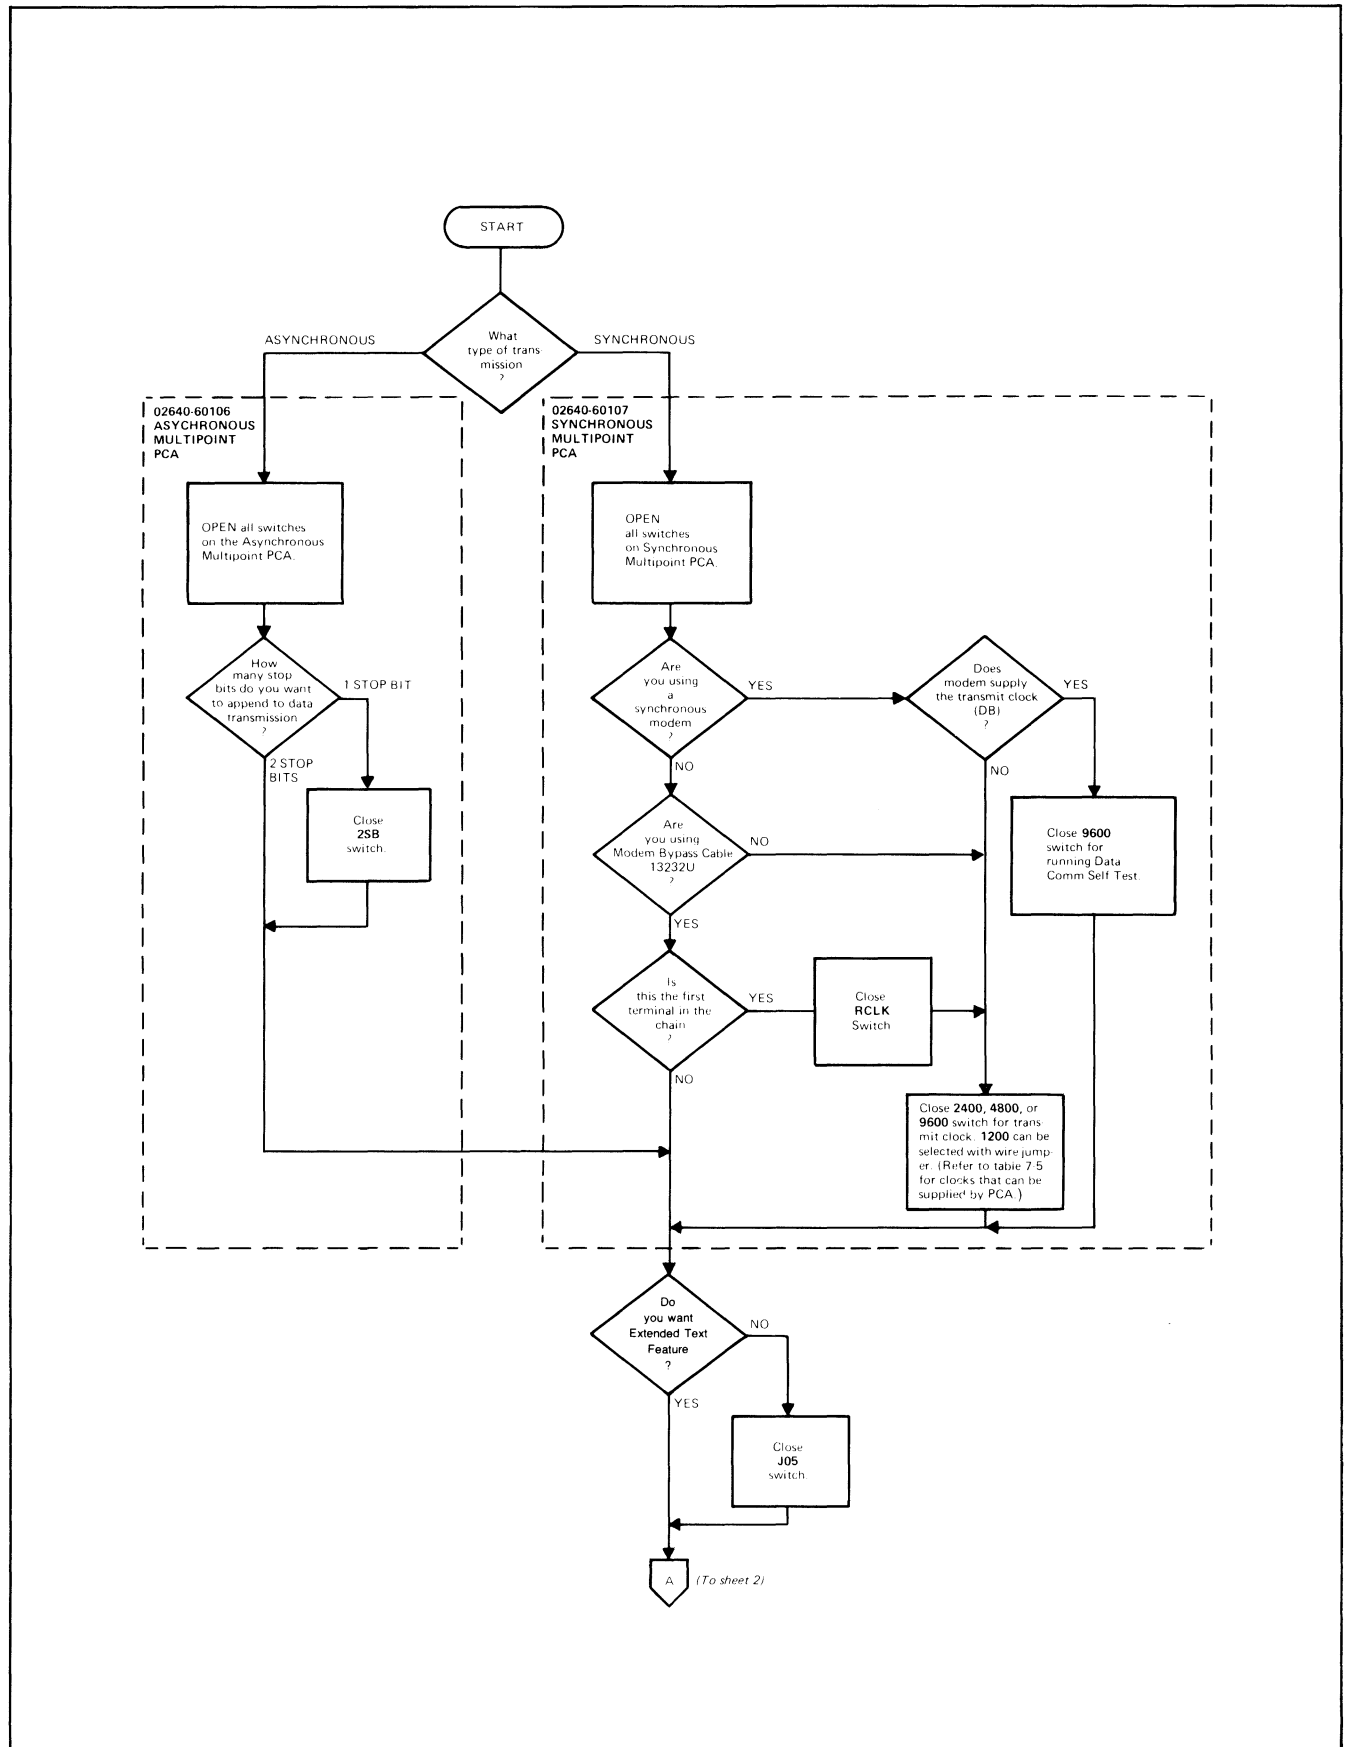 START
What
type of trans-
mission
?
ASYNCHRONOUS
SYNCHRONOUS
02640-60106
ASYCHRONOUS
MULTIPOINT
PCA
OPEN all switches
on the Asynchronous
Multipoint PCA.
How
many stop
bits do you want
to append to data
transmission
?
1 STOP BIT
2 STOP
BITS
Close
2SB
switch.
02640-60107
SYNCHRONOUS
MULTIPOINT
PCA
OPEN
all switches
on Synchronous
Multipoint PCA.
Are
you using
a
synchronous
modem
?
YES
NO
Does
modem supply
the transmit clock
(DB)
?
YES
NO
Close 9600
switch for
running Data
Comm Self Test.
Are
you using
Modem Bypass Cable
13232U
?
NO
YES
Is
this the first
terminal in the
chain
?
YES
NO
Close
RCLK
Switch
Close 2400, 4800, or
9600 switch for trans-
mit clock. 1200 can be
selected with wire jump-
er. (Refer to table 7-5
for clocks that can be
supplied by PCA.)
Do
you want
Extended Text
Feature
?
NO
YES
Close
J05
switch.
A
(To sheet 2)